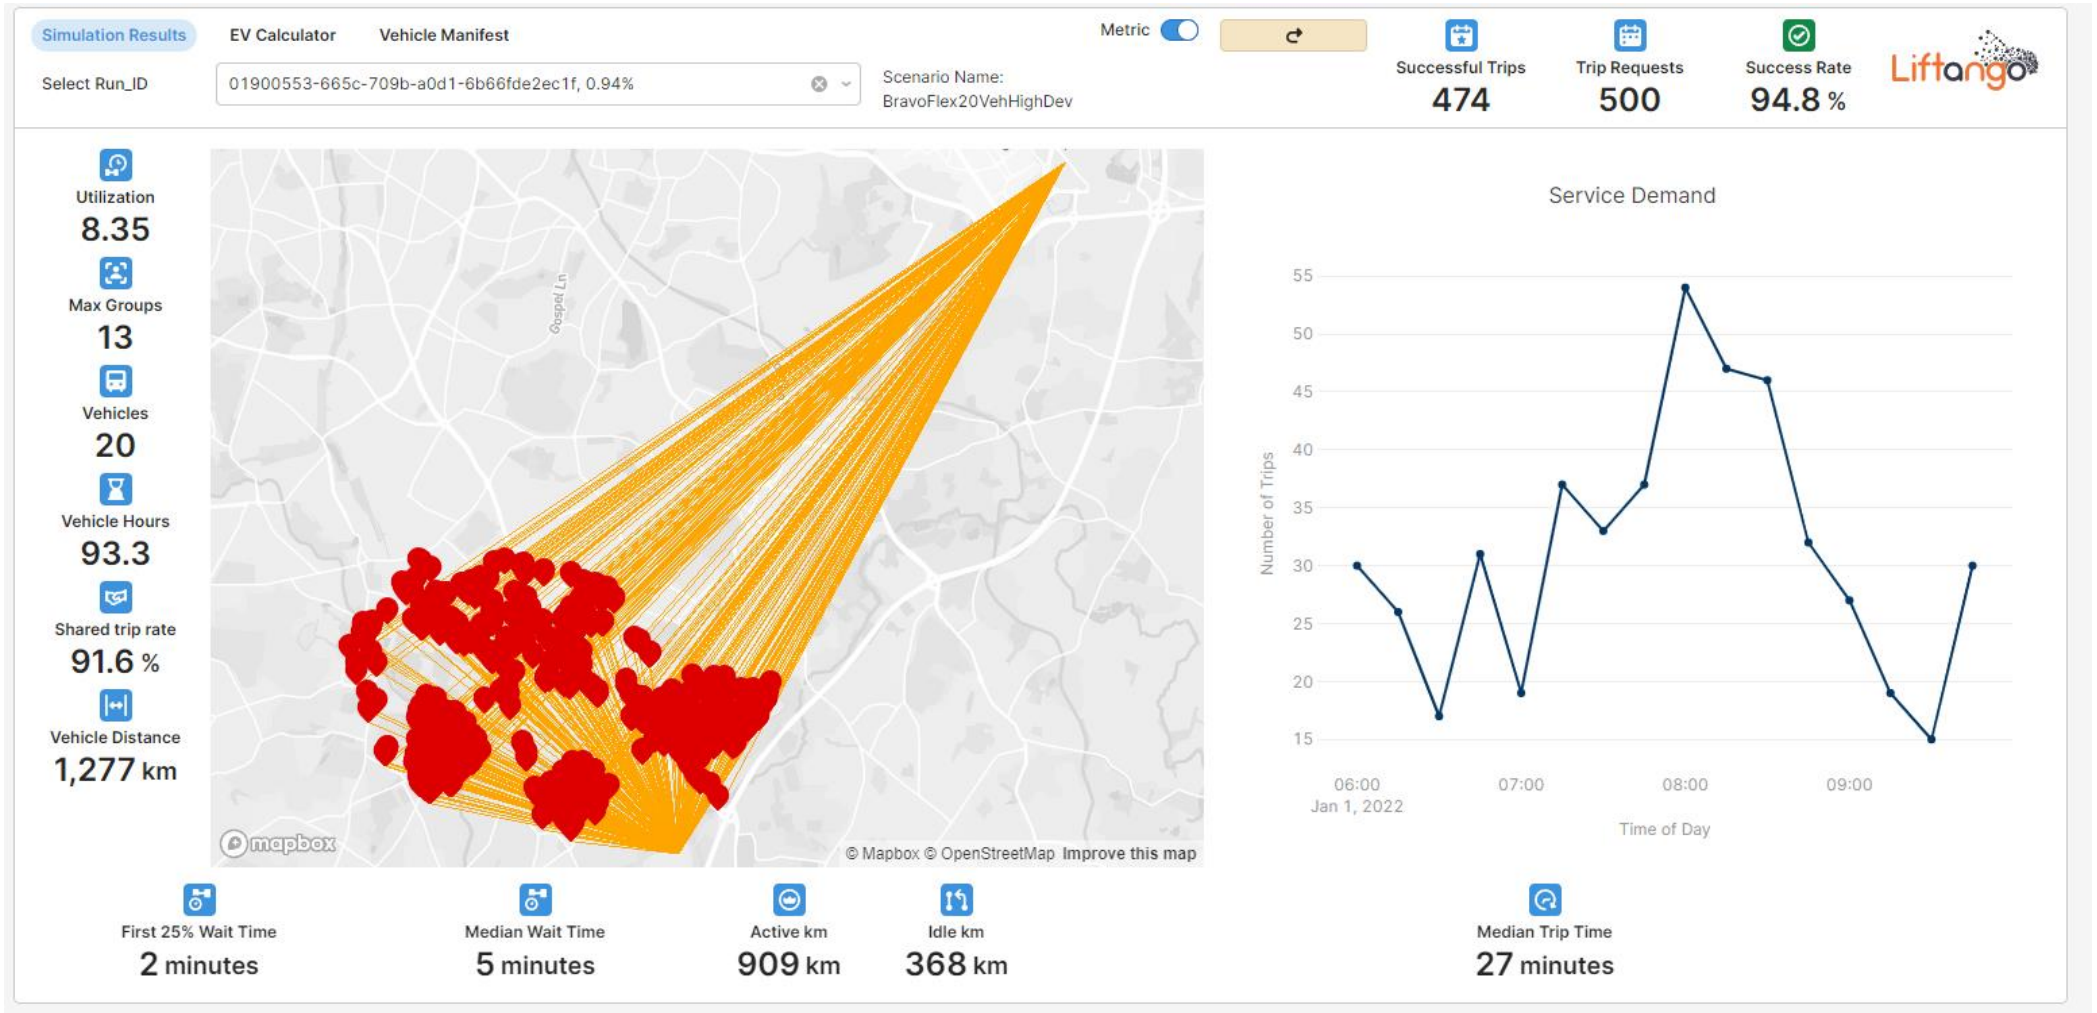 Simulation Results
EV Calculator
Vehicle Manifest
Metric
Select Run_ID
01900553-665c-709b-a0d1-6b66fde2ec1f, 0.94%
Scenario Name:
BravoFlex20VehHighDev
Successful Trips
474
Trip Requests
500
Success Rate
94.8 %
Liftango
Utilization
8.35
Max Groups
13
Vehicles
20
Vehicle Hours
93.3
Shared trip rate
91.6 %
Vehicle Distance
1,277 km
Gospel Ln
mapbox
© Mapbox © OpenStreetMap Improve this map
Service Demand
Number of Trips
55
50
45
40
35
30
25
20
15
06:00
Jan 1, 2022
07:00
08:00
09:00
Time of Day
First 25% Wait Time
2 minutes
Median Wait Time
5 minutes
Active km
909 km
Idle km
368 km
Median Trip Time
27 minutes